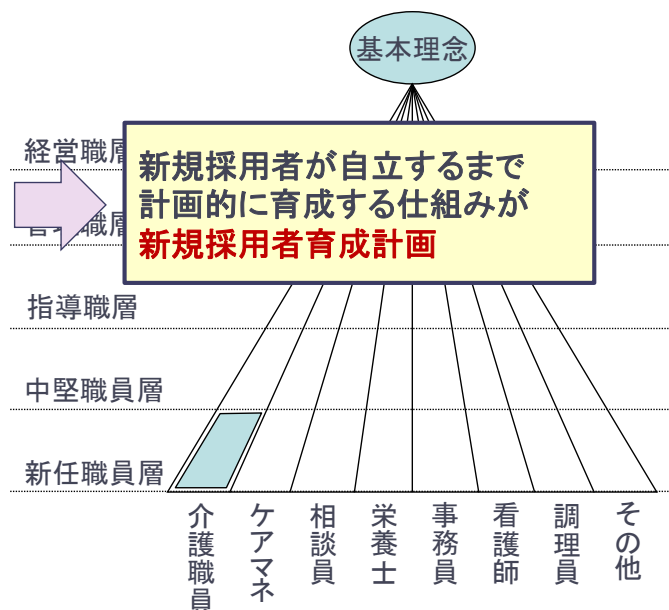 基本理念
経営職層
新規採用者が自立するまで
計画的に育成する仕組みが
新規採用者育成計画
職層
指導職層
中堅職員層
新任職員層
介護職員
ケアマネ
相談員
栄養士
事務員
看護師
調理員
その他